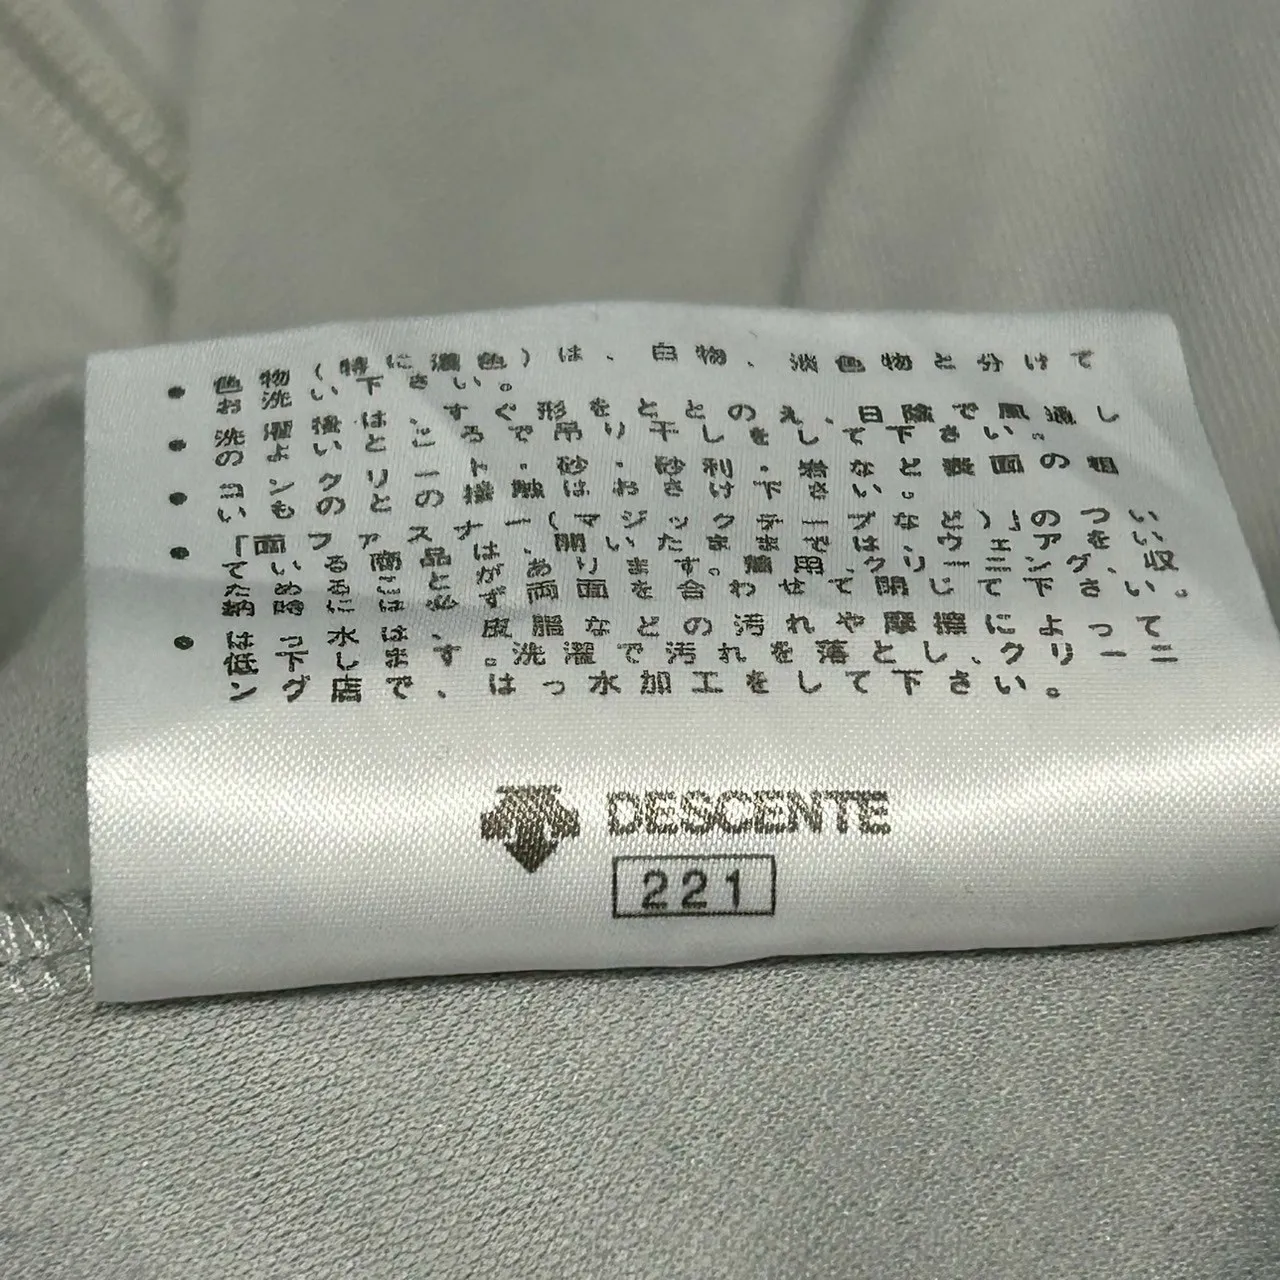 ● 色物(特に濃色)は、白物、淡色物と分けて
お洗い下さい。
● 洗濯後は、すぐ形をととのえ、日陰で風通し
のよいところで吊り干しをして下さい。
● コンクリート・砂・砂利・熱など表面の粗
いものとの接触はおさけ下さい。
● 「面ファスナー(マジックテープなど)」のつい
ている商品は、開いたままでは、ウェアをい
ためることがあります。着用、クリーニング、収
納時には必ず両面を合わせて閉じて下さい。
● はっ水は、皮脂などの汚れや摩擦によって
低下します。洗濯で汚れを落とし、クリーニ
ング店で、はっ水加工をして下さい。
DESCENTE
221